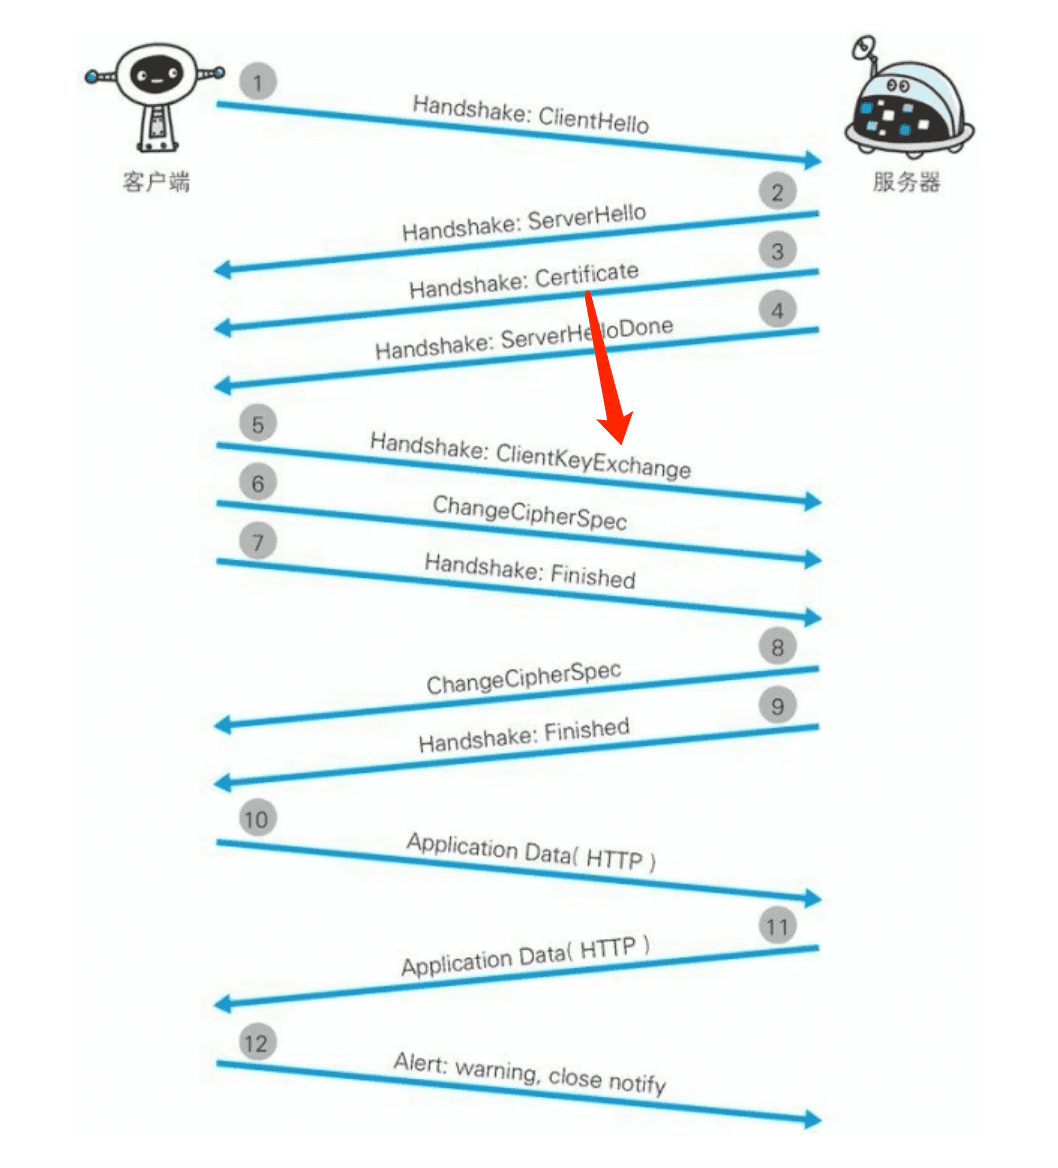 1
Handshake: ClientHello
客户端
服务器
2
Handshake: ServerHello
3
Handshake: Certificate
4
Handshake: ServerHelloDone
5
Handshake: ClientKeyExchange
6
ChangeCipherSpec
7
Handshake: Finished
8
ChangeCipherSpec
9
Handshake: Finished
10
Application Data( HTTP )
11
Application Data( HTTP )
12
Alert: warning, close notify